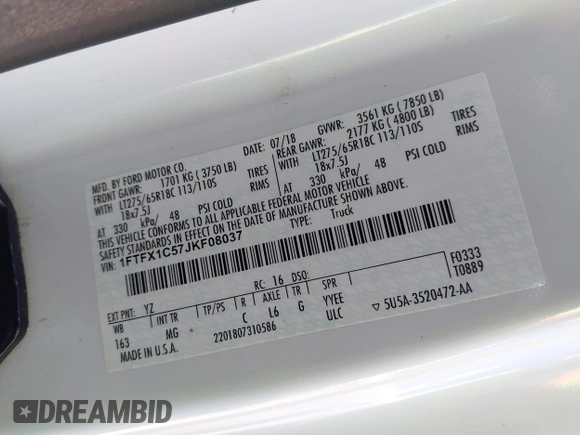 MFD. BY FORD MOTOR CO.
07/18 GVWR: 3561 KG (7850 LB)
FRONT GAWR: 1701 KG (3750 LB)
REAR GAWR: 2177 KG (4800 LB)
WITH LT275/65R18C 113/110S TIRES
WITH LT275/65R18C 113/110S TIRES
18x7.5J RIMS
18x7.5J RIMS
AT 330 kPa/ 48 PSI COLD
AT 330 kPa/ 48 PSI COLD
THIS VEHICLE CONFORMS TO ALL APPLICABLE FEDERAL MOTOR VEHICLE
SAFETY STANDARDS IN EFFECT ON THE DATE OF MANUFACTURE SHOWN ABOVE
VIN: 1FTFX1C57JKF08037
TYPE: Truck
F0333
T0889
EXT PNT: YZ RC: 16 DSO:
WB INT TR TP/PS R AXLE TR SPR
163 MG C L6 G YYEE
ULC
MADE IN U.S.A. 2201807310586
5U5A-3520472-AA
DREAMBID